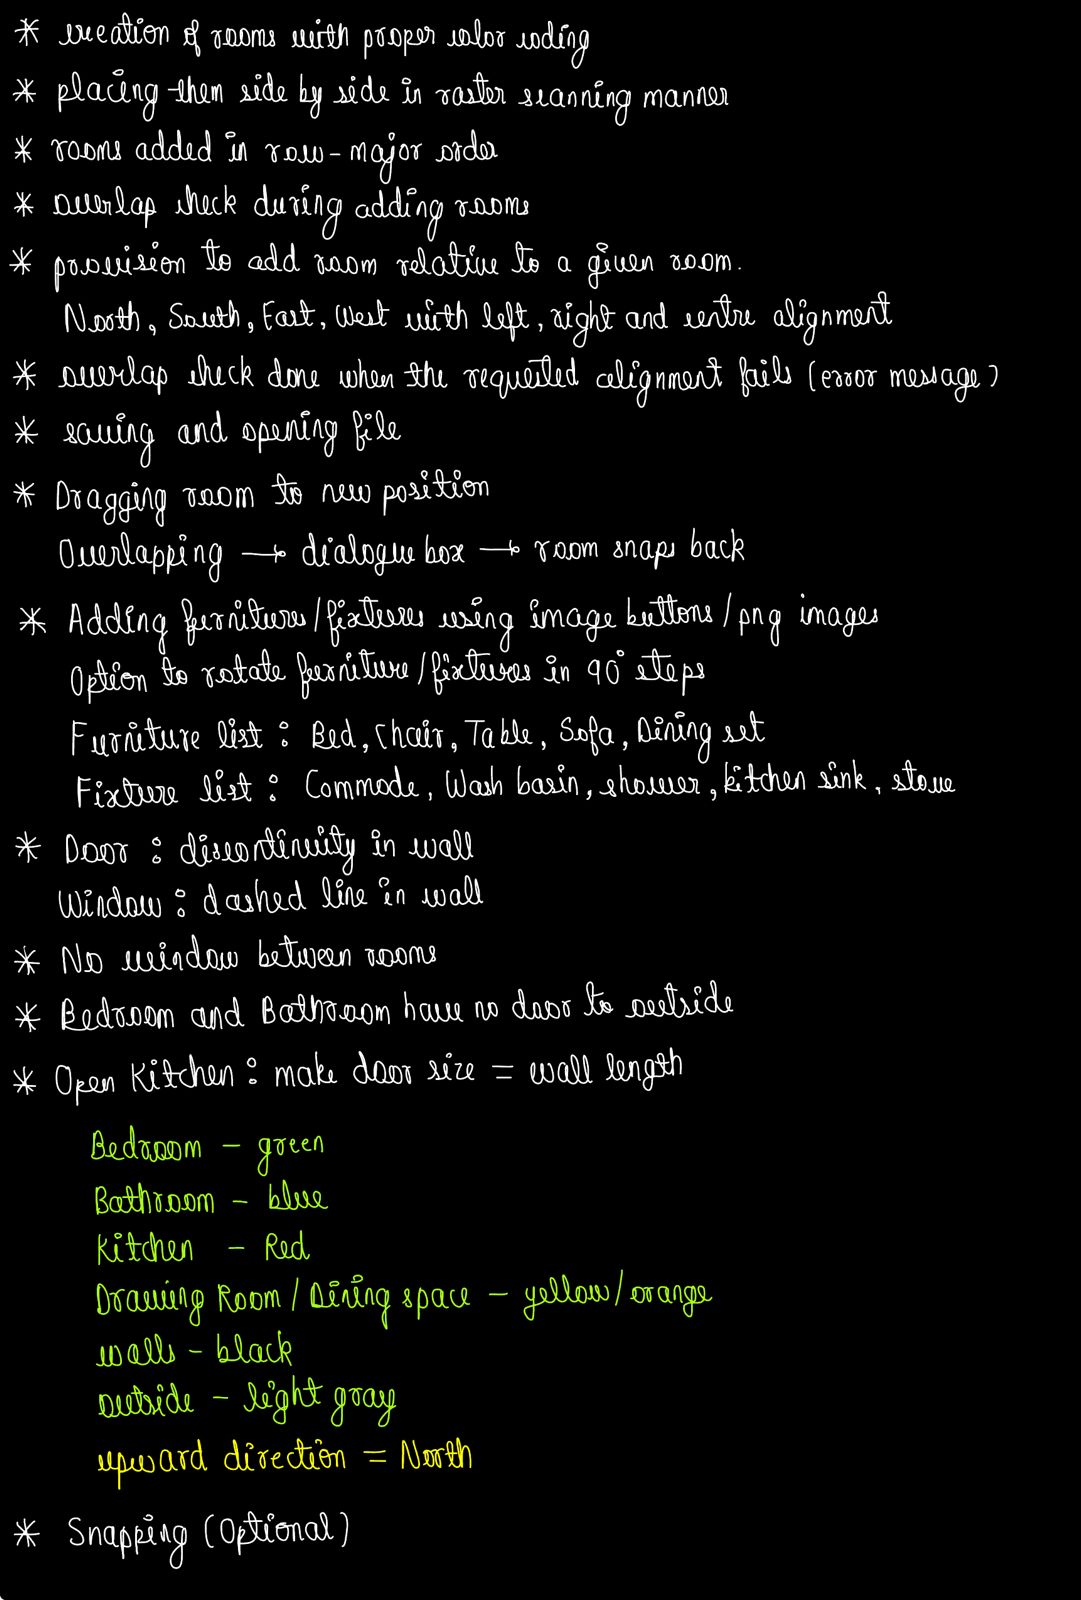 * creation of rooms with proper color coding
* placing them side by side in raster scanning manner
* rooms added in row-major order
* overlap check during adding rooms
* provision to add room relative to a given room.
North, South, East, West with left, right and centre alignment
* overlap check done when the requested alignment fails (error message)
* saving and opening file
* Dragging room to new position
Overlapping → dialogue box → room snaps back
* Adding furniture/fixtures using image buttons/png images
Option to rotate furniture/fixtures in 90° steps
Furniture list : Bed, Chair, Table, Sofa, Dining set
Fixture list : Commode, Wash basin, shower, kitchen sink, stove
* Door : discontinuity in wall
Window : dashed line in wall
* No window between rooms
* Bedroom and Bathroom have no door to outside
* Open Kitchen : make door size = wall length
Bedroom - green
Bathroom - blue
Kitchen - Red
Drawing Room / Dining space - yellow/orange
walls - black
outside - light gray
upward direction = North
* Snapping (Optional)